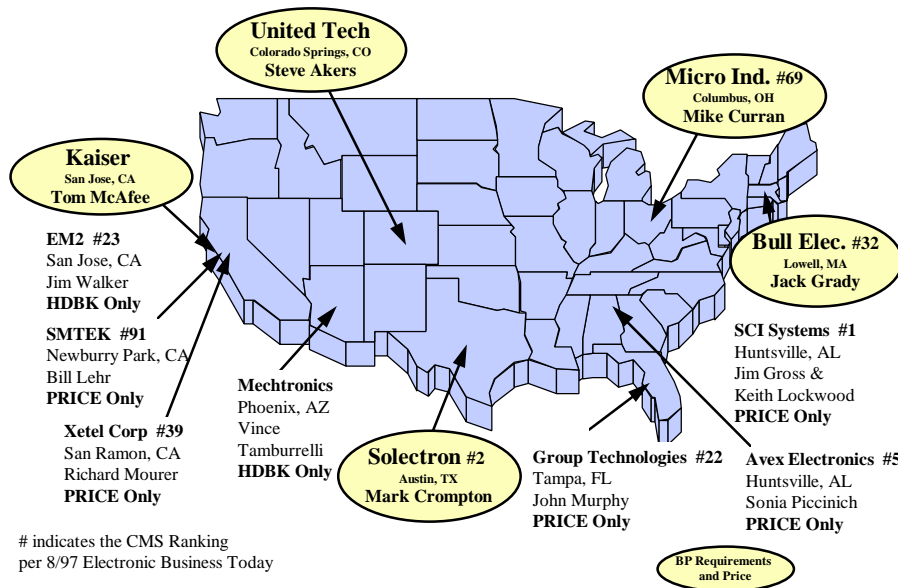 United Tech
Colorado Springs, CO
Steve Akers
Micro Ind. #69
Columbus, OH
Mike Curran
Kaiser
San Jose, CA
Tom McAfee
EM2 #23
San Jose, CA
Jim Walker
HDBK Only
SMTEK #91
Newburry Park, CA
Bill Lehr
PRICE Only
Xetel Corp #39
San Ramon, CA
Richard Mourer
PRICE Only
Mechtronics
Phoenix, AZ
Vince
Tamburrelli
HDBK Only
Solectron #2
Austin, TX
Mark Crompton
Bull Elec. #32
Lowell, MA
Jack Grady
SCI Systems #1
Huntsville, AL
Jim Gross &
Keith Lockwood
PRICE Only
Group Technologies #22
Tampa, FL
John Murphy
PRICE Only
Avex Electronics #5
Huntsville, AL
Sonia Piccinich
PRICE Only
# indicates the CMS Ranking
per 8/97 Electronic Business Today
BP Requirements
and Price